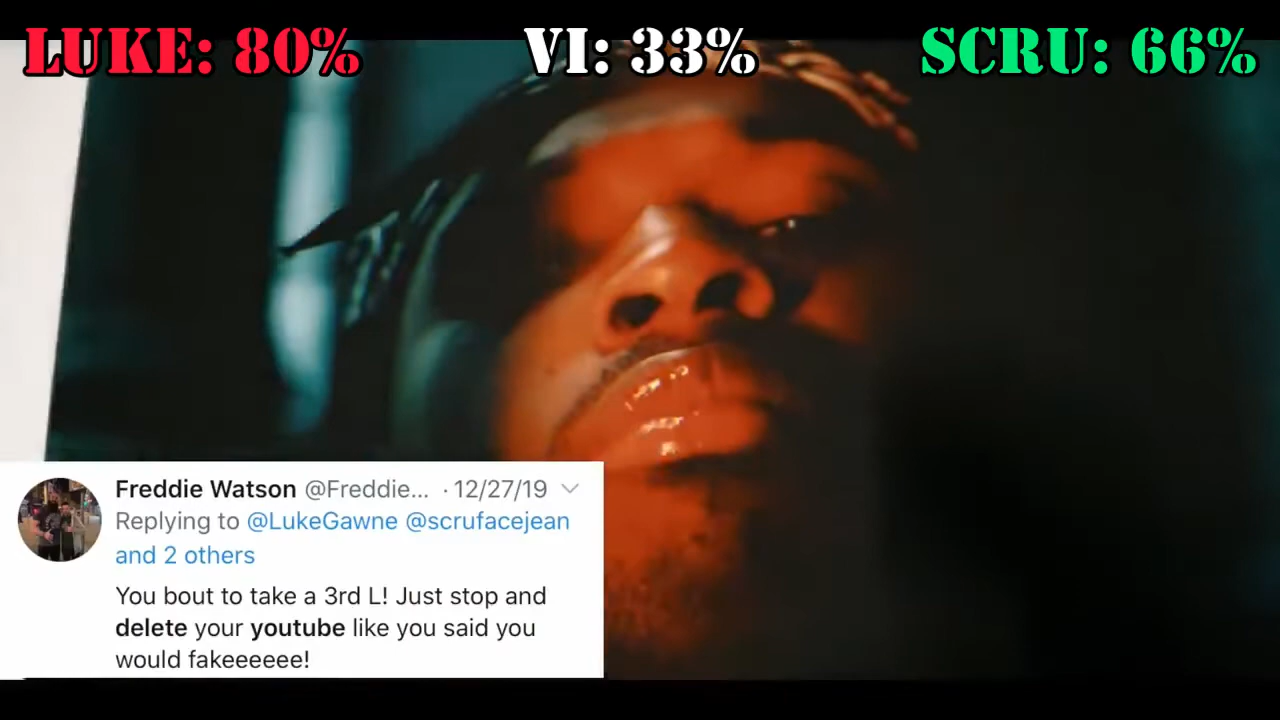 LUKE: 80% VI: 33% SCRU: 66%
Freddie Watson @Freddie... · 12/27/19
Replying to @LukeGawne @scrufacejean
and 2 others
You bout to take a 3rd L! Just stop and
delete your youtube like you said you
would fakeeeeee!